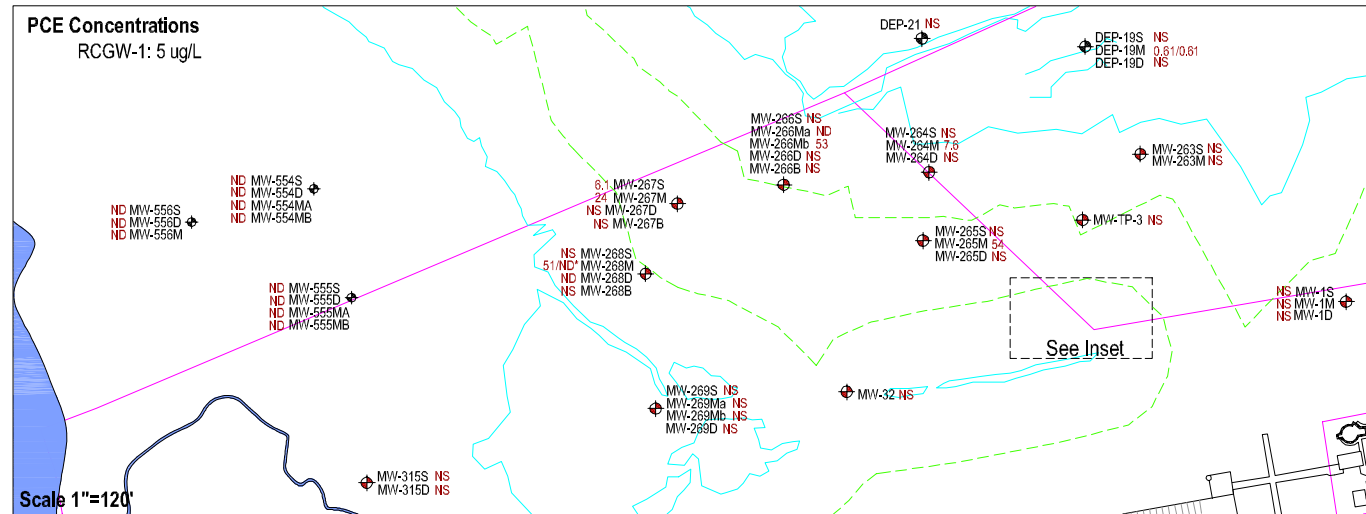 PCE Concentrations
RCGW-1: 5 ug/L
DEP-21 NS
DEP-19S NS
DEP-19M 0.61/0.61
DEP-19D NS
MW-266S NS
MW-266Ma ND
MW-266Mb 53
MW-266D NS
MW-266B NS
MW-264S NS
MW-264M 7.6
MW-264D NS
MW-263S NS
MW-263M NS
ND MW-554S
ND MW-554D
ND MW-554MA
ND MW-554MB
6.1 MW-267S
24 MW-267M
NS MW-267D
NS MW-267B
ND MW-556S
ND MW-556D
ND MW-556M
MW-TP-3 NS
MW-265S NS
MW-265M 54
MW-265D NS
NS MW-268S
51/ND* MW-268M
ND MW-268D
NS MW-268B
ND MW-555S
ND MW-555D
ND MW-555MA
ND MW-555MB
NS MW-1S
NS MW-1M
NS MW-1D
See Inset
MW-269S NS
MW-269Ma NS
MW-269Mb NS
MW-269D NS
MW-32 NS
MW-315S NS
MW-315D NS
Scale 1"=120'